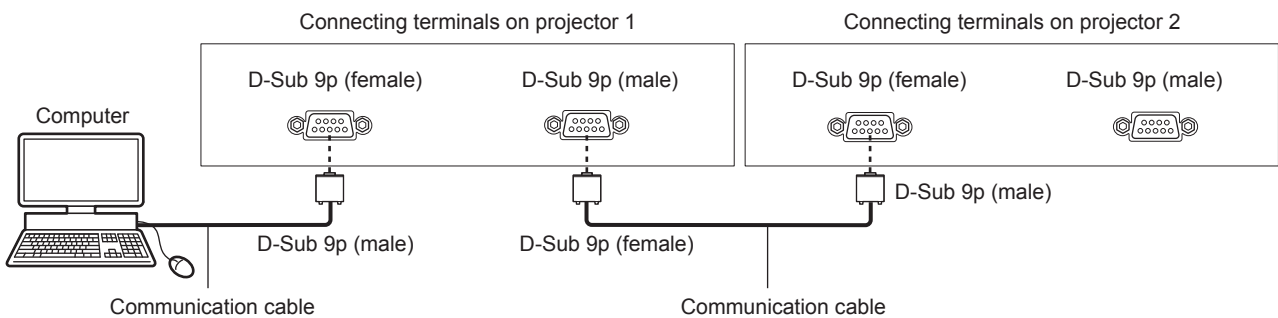 Connecting terminals on projector 1
Connecting terminals on projector 2
D-Sub 9p (female)
D-Sub 9p (male)
D-Sub 9p (female)
D-Sub 9p (male)
Computer
D-Sub 9p (male)
D-Sub 9p (male)
D-Sub 9p (female)
Communication cable
Communication cable